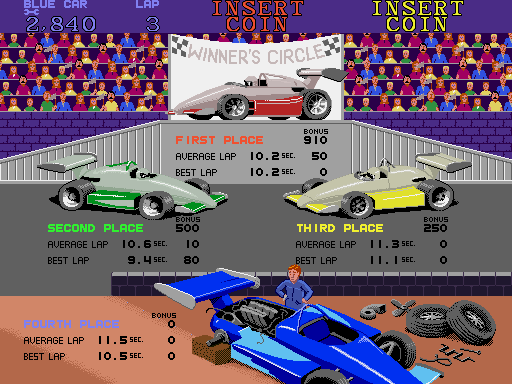 BLUE CAR LAP INSERT COIN INSERT COIN
2,840 3
WINNER'S CIRCLE
FIRST PLACE BONUS 910
AVERAGE LAP 10.2 SEC. 50
BEST LAP 10.2 SEC. 0
SECOND PLACE BONUS 500
AVERAGE LAP 10.6 SEC. 10
BEST LAP 9.4 SEC. 80
THIRD PLACE BONUS 250
AVERAGE LAP 11.3 SEC. 0
BEST LAP 11.1 SEC. 0
FOURTH PLACE BONUS 0
AVERAGE LAP 11.5 SEC. 0
BEST LAP 10.5 SEC. 0